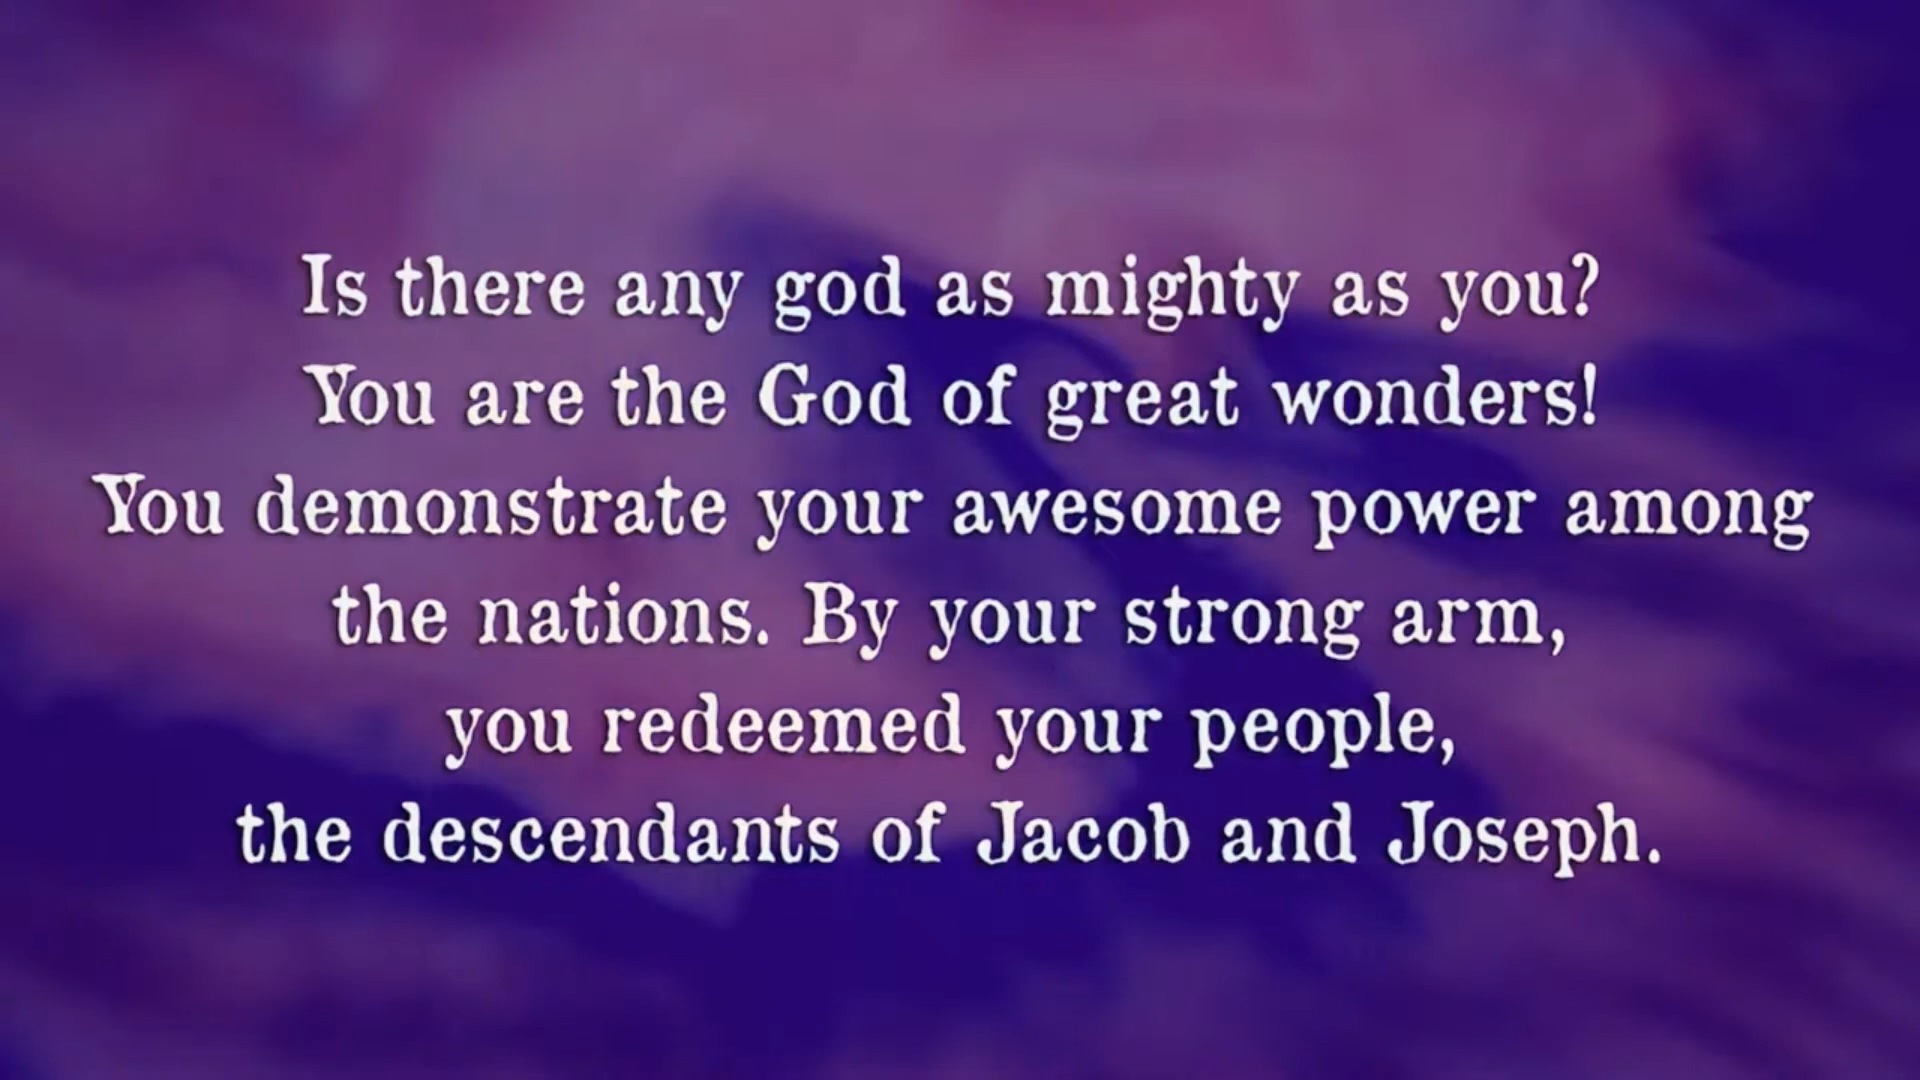 Is there any god as mighty as you?
You are the God of great wonders!
You demonstrate your awesome power among
the nations. By your strong arm,
you redeemed your people,
the descendants of Jacob and Joseph.